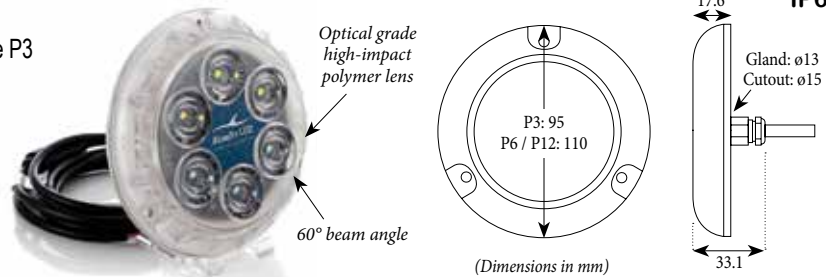 P3
Optical grade
high-impact
polymer lens
60° beam angle
P3: 95
P6 / P12: 110
(Dimensions in mm)
17.6
Gland: ø13
Cutout: ø15
33.1